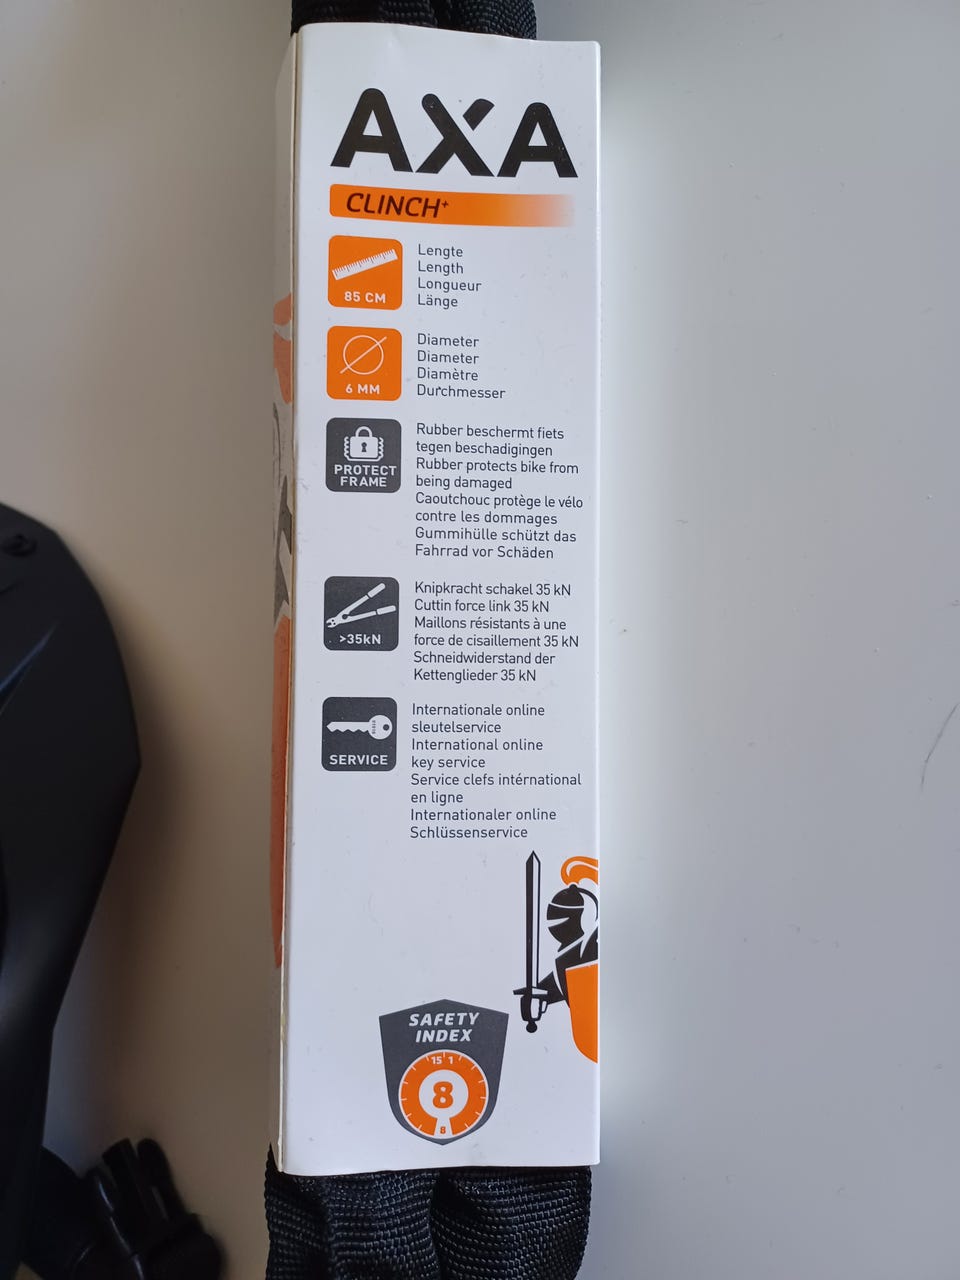 AXA
CLINCH+
85 CM
Lengte
Length
Longueur
Länge
6 MM
Diameter
Diameter
Diamètre
Durchmesser
PROTECT
FRAME
Rubber beschermt fiets
tegen beschadigingen
Rubber protects bike from
being damaged
Caoutchouc protège le vélo
contre les dommages
Gummihülle schützt das
Fahrrad vor Schäden
>35kN
Knipkracht schakel 35 kN
Cuttin force link 35 kN
Maillons résistants à une
force de cisaillement 35 kN
Schneidwiderstand der
Kettenglieder 35 kN
SERVICE
Internationale online
sleutelservice
International online
key service
Service clefs intérnational
en ligne
Internationaler online
Schlüssenservice
SAFETY
INDEX
15 1
8
8